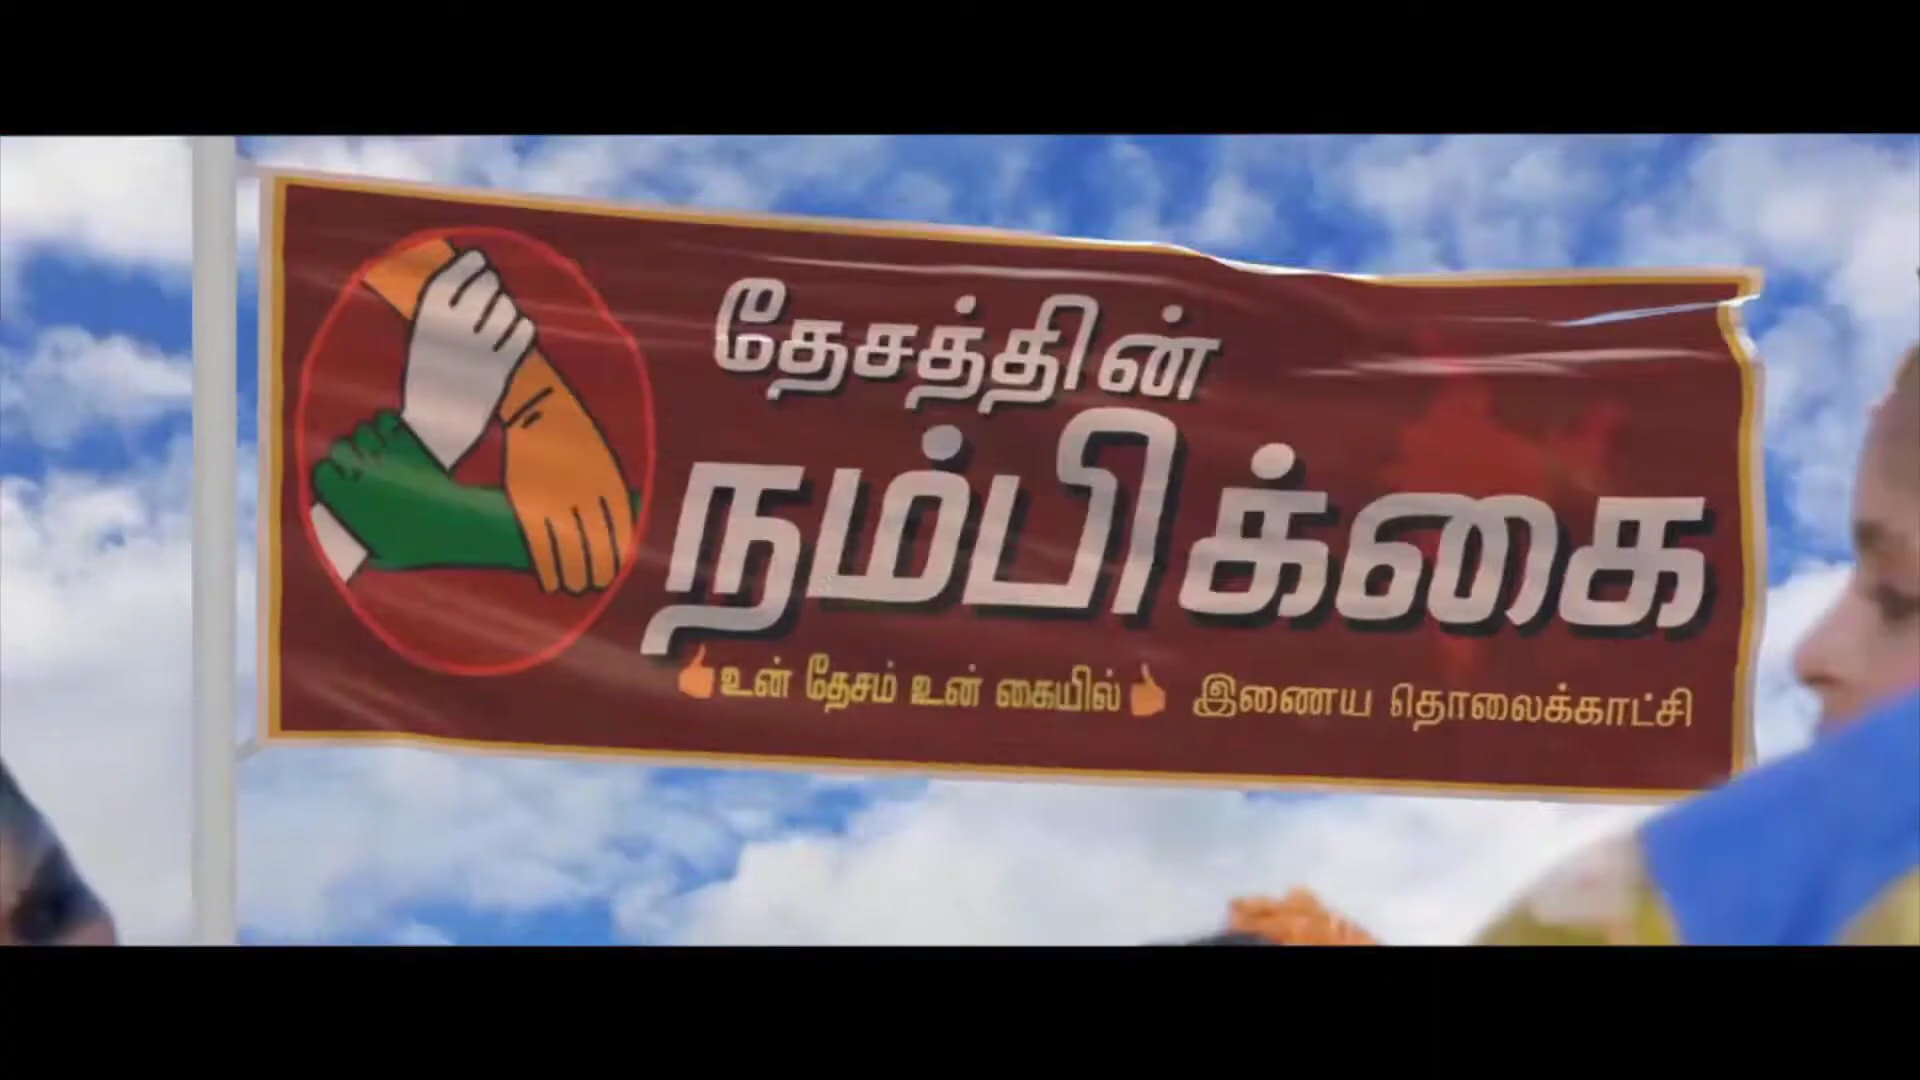 தேசத்தின்
நம்பிக்கை
உன் தேசம் உன் கையில் இணைய தொலைக்காட்சி